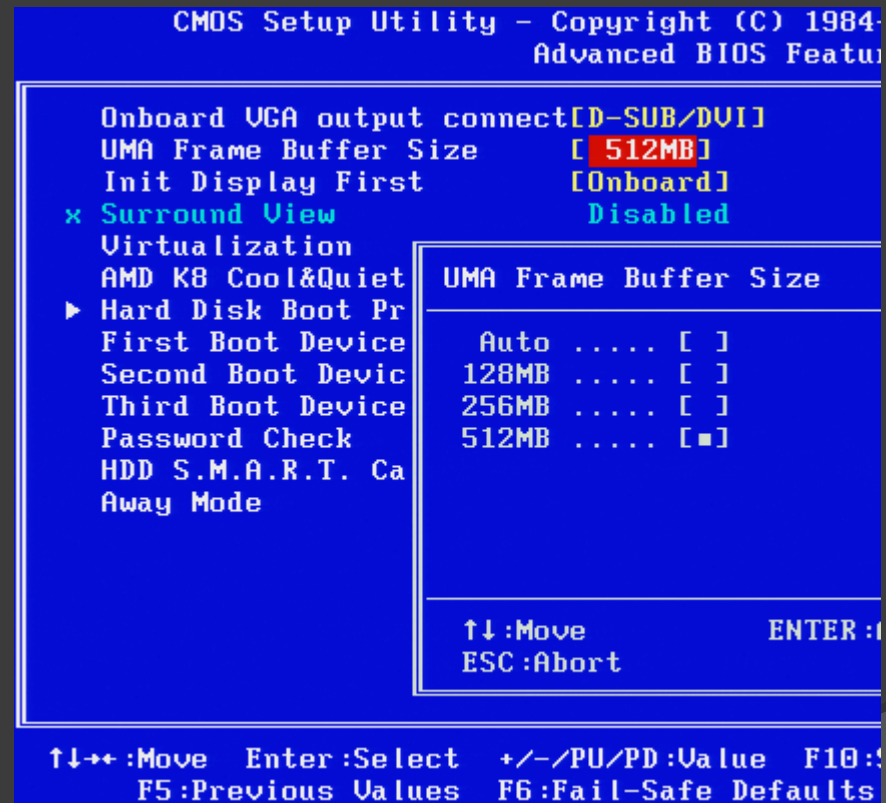 CMOS Setup Utility - Copyright (C) 1984-
Advanced BIOS
Onboard VGA output connect[D-SUB/DVI]
UMA Frame Buffer Size [ 512MB]
Init Display First [Onboard]
x Surround View Disabled
Virtualization
AMD K8 Cool&Quiet
▶ Hard Disk Boot Pr
First Boot Device
Second Boot Devic
Third Boot Device
Password Check
HDD S.M.A.R.T. Ca
Away Mode
UMA Frame Buffer Size
Auto ..... [ ]
128MB ..... [ ]
256MB ..... [ ]
512MB ..... [■]
↑↓:Move ENTER:
ESC:Abort
↑↓→←:Move Enter:Select +/-/PU/PD:Value F10:
F5:Previous Values F6:Fail-Safe Defaults